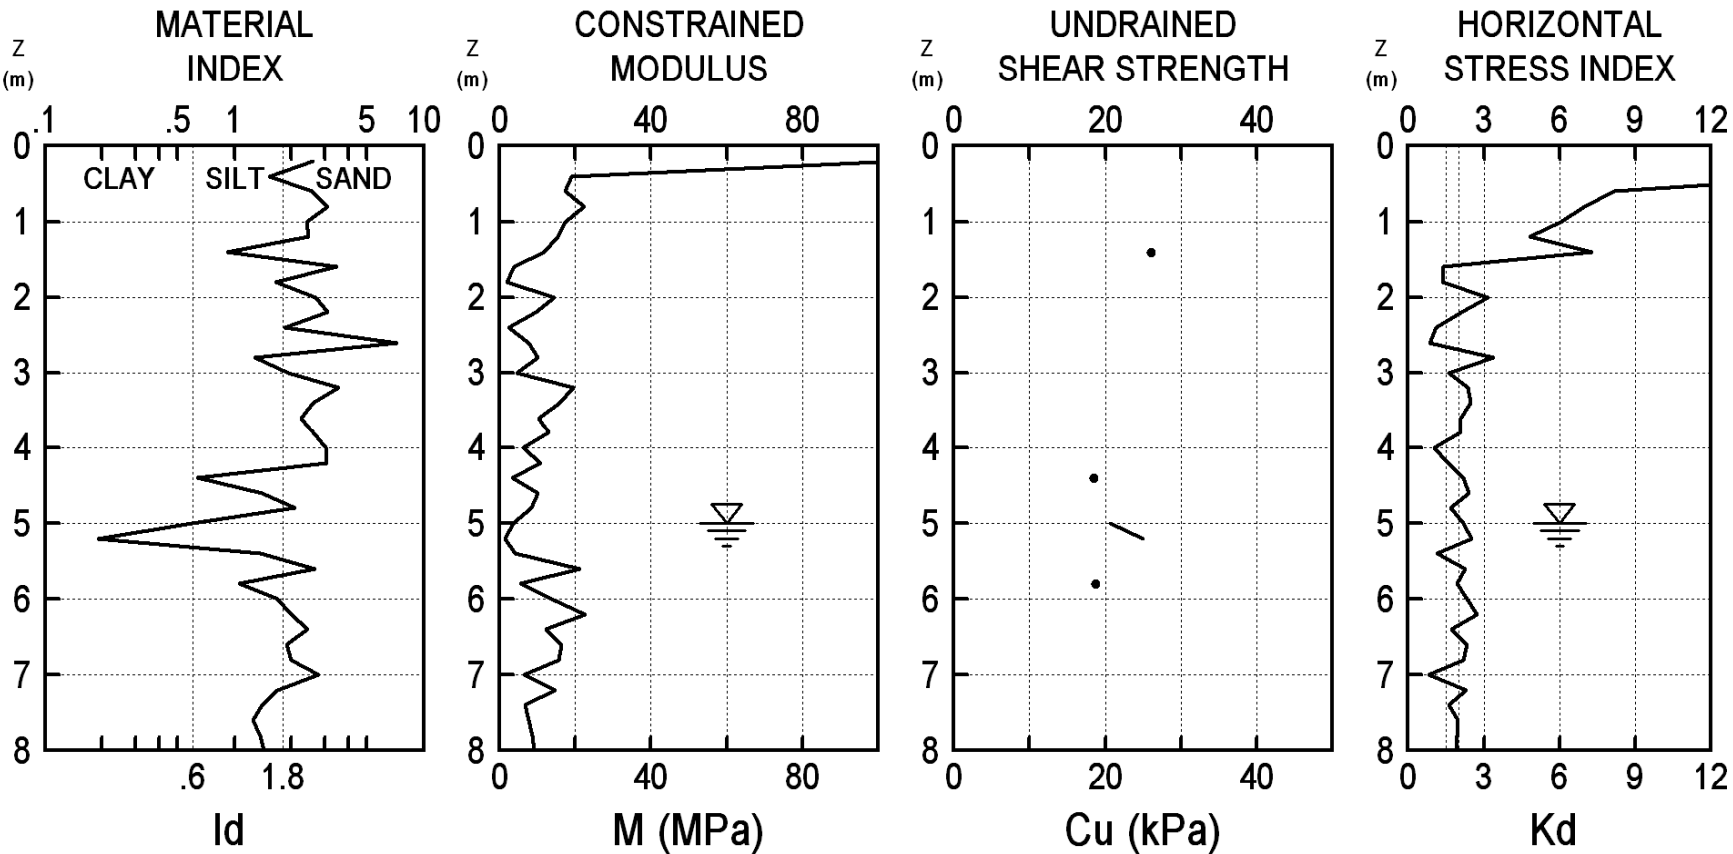 MATERIAL INDEX
Z (m)
.1 .5 1 5 10
CLAY SILT SAND
0
1
2
3
4
5
6
7
8
.6 1.8
Id
CONSTRAINED MODULUS
Z (m)
0 40 80
0
1
2
3
4
5
6
7
8
0 40 80
M (MPa)
UNDRAINED SHEAR STRENGTH
Z (m)
0 20 40
0
1
2
3
4
5
6
7
8
0 20 40
Cu (kPa)
HORIZONTAL STRESS INDEX
Z (m)
0 3 6 9 12
0
1
2
3
4
5
6
7
8
0 3 6 9 12
Kd